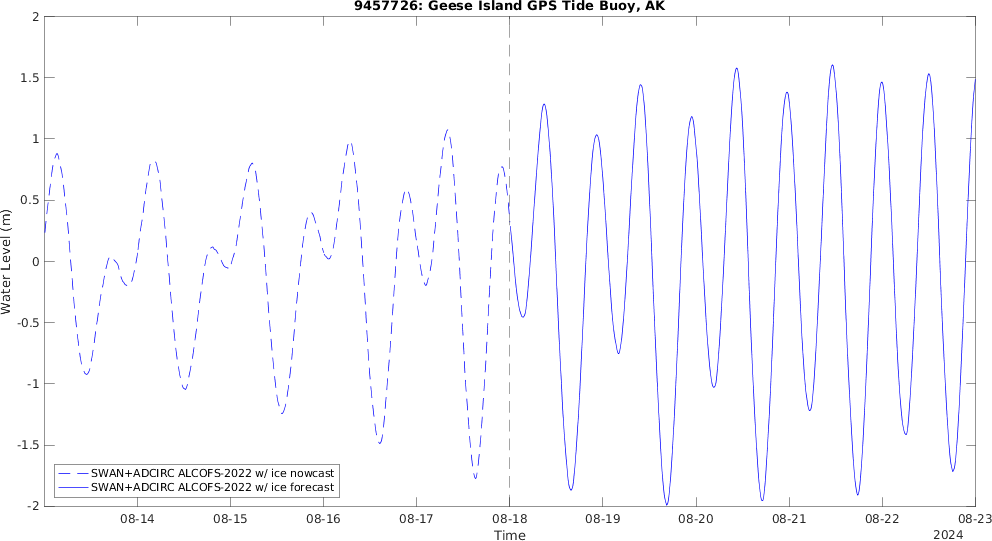 9457726: Geese Island GPS Tide Buoy, AK
2
1.5
1
0.5
0
-0.5
-1
-1.5
-2
Water Level (m)
SWAN+ADCIRC ALCOFS-2022 w/ ice nowcast
SWAN+ADCIRC ALCOFS-2022 w/ ice forecast
08-14 08-15 08-16 08-17 08-18 08-19 08-20 08-21 08-22 08-23
Time
2024